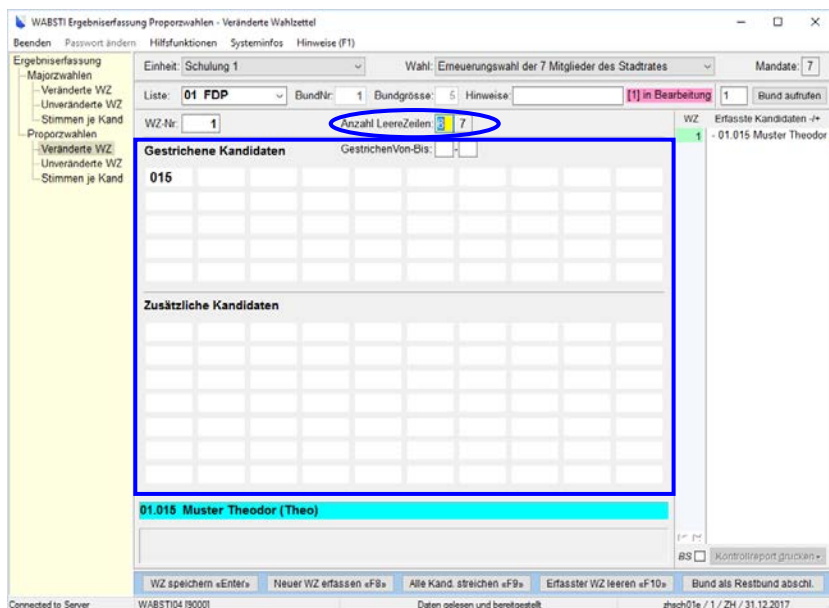 WABSTI Ergebniserfassung Proporzwahlen - Veränderte Wahlzettel
Beenden Passwort ändern Hilfsfunktionen Systeminfos Hinweise (F1)
Ergebniserfassung
Majorzwahlen
Veränderte WZ
Unveränderte WZ
Stimmen je Kand
Proporzwahlen
Veränderte WZ
Unveränderte WZ
Stimmen je Kand
Einheit: Schulung 1 Wahl: Erneuerungswahl der 7 Mitglieder des Stadtrates Mandate: 7
Liste: 01 FDP BundNr: 1 Bundgrösse: 5 Hinweise: [1] in Bearbeitung 1 Bund aufrufen
WZ-Nr: 1 Anzahl LeereZeilen: 6 7
Gestrichene Kandidaten GestrichenVon-Bis: -
015
Zusätzliche Kandidaten
WZ Erfasste Kandidaten -/+
1 - 01.015 Muster Theodor
01.015 Muster Theodor (Theo)
BS Kontrollreport drucken
WZ speichern «Enter» Neuer WZ erfassen «F8» Alle Kand. streichen «F9» Erfasster WZ leeren «F10» Bund als Restbund abschl.
Connected to Server WABSTI04 [9000] Daten gelesen und bereitgestellt zhsch01e / 1 / ZH / 31.12.2017